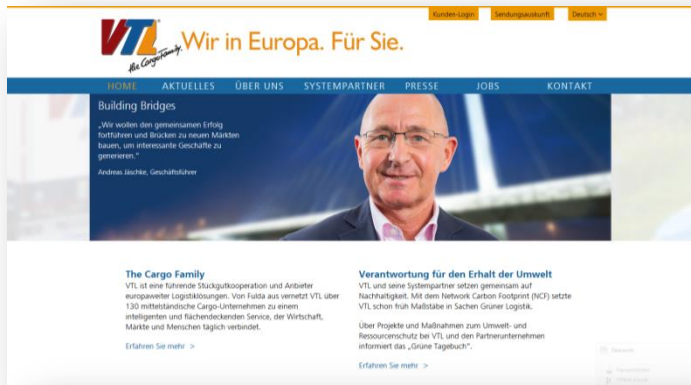 Kunden-Login Sendungsauskunft Deutsch
VTL
the CargoFamily.
Wir in Europa. Für Sie.
HOME AKTUELLES ÜBER UNS SYSTEMPARTNER PRESSE JOBS KONTAKT
Building Bridges
„Wir wollen den gemeinsamen Erfolg
fortführen und Brücken zu neuen Märkten
bauen, um interessante Geschäfte zu
generieren.“
Andreas Jäschke, Geschäftsführer
The Cargo Family
VTL ist eine führende Stückgutkooperation und Anbieter
europaweiter Logistiklösungen. Von Fulda aus vernetzt VTL über
130 mittelständische Cargo-Unternehmen zu einem
intelligenten und flächendeckenden Service, der Wirtschaft,
Märkte und Menschen täglich verbindet.
Erfahren Sie mehr >
Verantwortung für den Erhalt der Umwelt
VTL und seine Systempartner setzen gemeinsam auf
Nachhaltigkeit. Mit dem Network Carbon Footprint (NCF) setzte
VTL schon früh Maßstäbe in Sachen Grüner Logistik.
Über Projekte und Maßnahmen zum Umwelt- und
Ressourcenschutz bei VTL und den Partnerunternehmen
informiert das „Grüne Tagebuch“.
Erfahren Sie mehr >